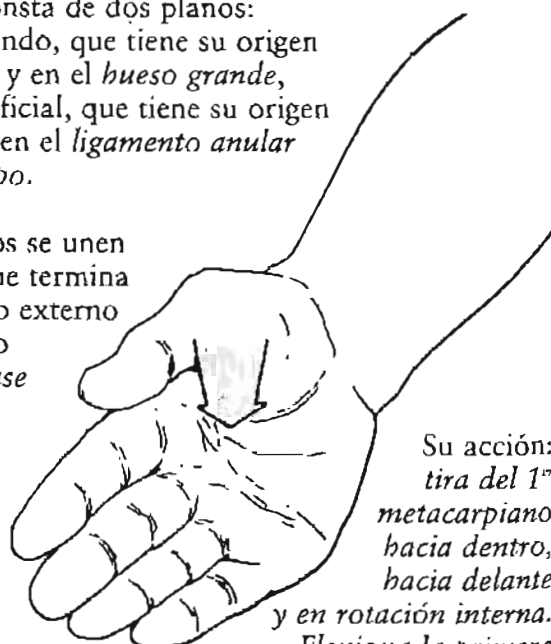 nsta de dos planos:
ndo, que tiene su origen
y en el hueso grande,
ficial, que tiene su origen
en el ligamento anular
bo.
os se unen
ue termina
o externo
o
se
Su acción:
tira del 1er
metacarpiano
hacia dentro,
hacia delante
y en rotación interna.